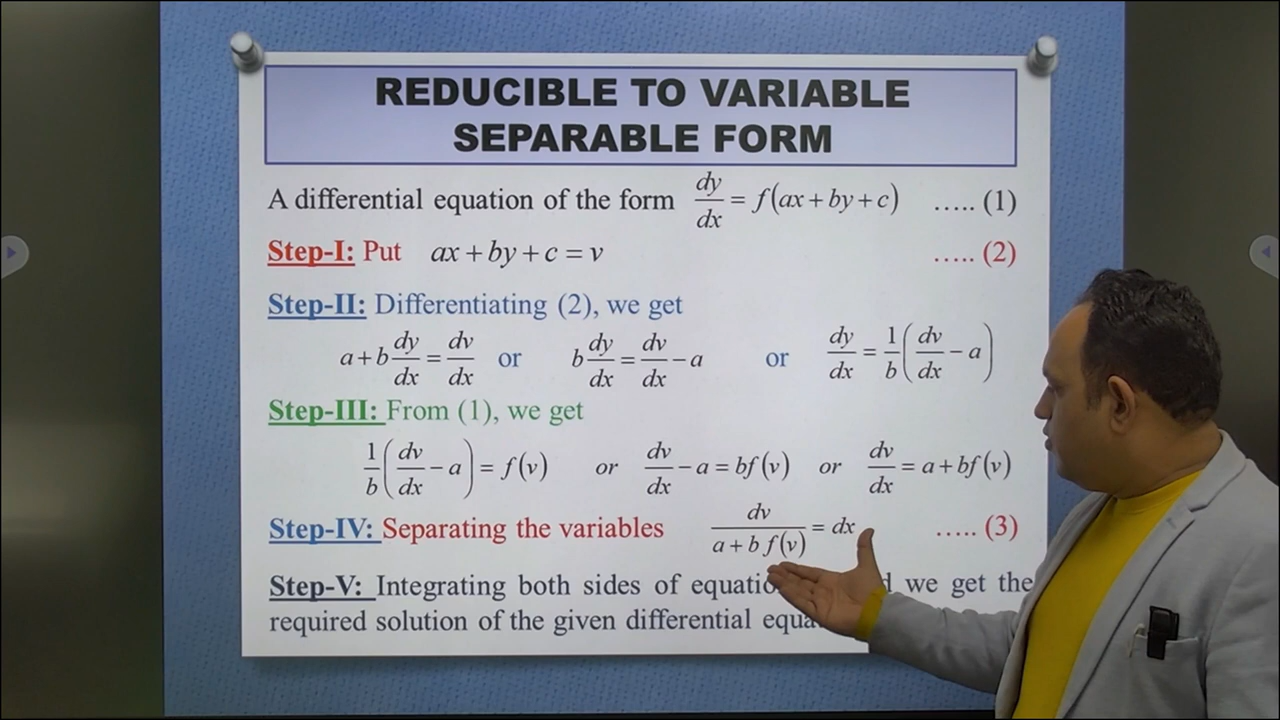 REDUCIBLE TO VARIABLE
SEPARABLE FORM
A differential equation of the form dy/dx = f(ax + by + c) ….. (1)
Step-I: Put ax + by + c = v ….. (2)
Step-II: Differentiating (2), we get
a + b dy/dx = dv/dx or b dy/dx = dv/dx − a or dy/dx = 1/b (dv/dx − a)
Step-III: From (1), we get
1/b (dv/dx − a) = f(v) or dv/dx − a = bf(v) or dv/dx = a + bf(v)
Step-IV: Separating the variables dv/(a + b f(v)) = dx ….. (3)
Step-V: Integrating both sides of we get the
required solution of the given differential